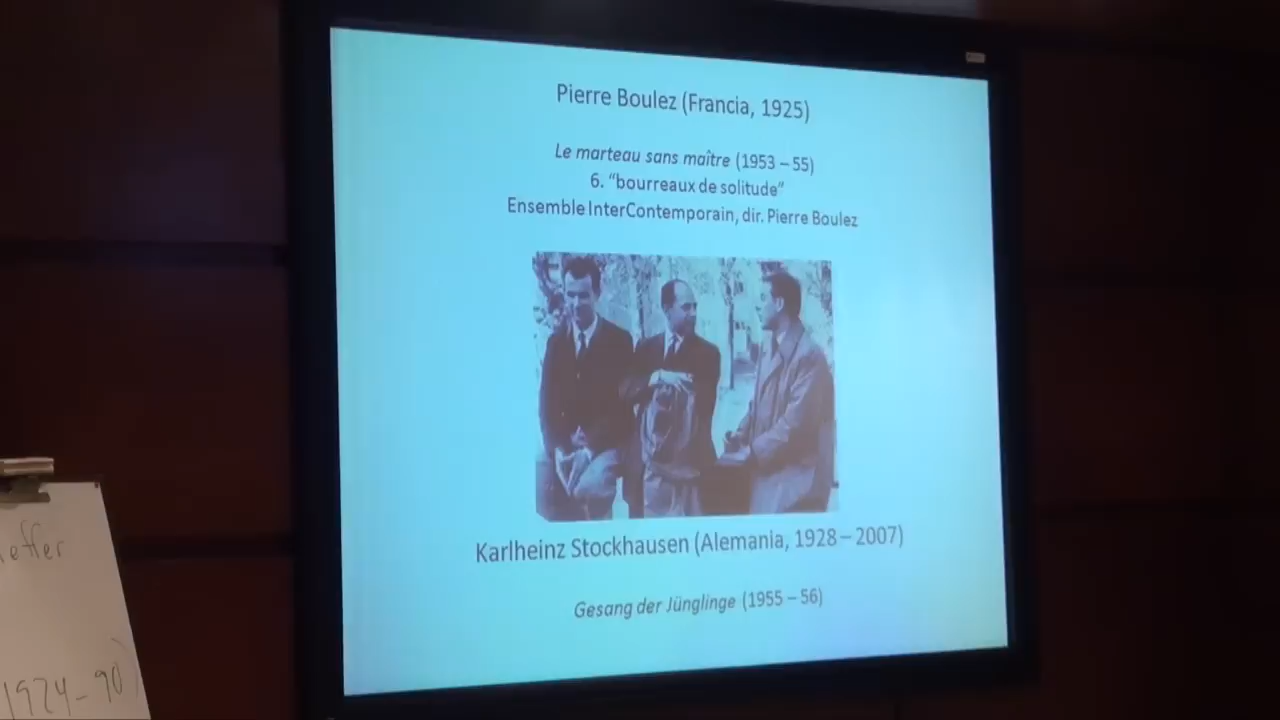 Pierre Boulez (Francia, 1925)
Le marteau sans maître (1953 – 55)
6. “bourreaux de solitude”
Ensemble InterContemporain, dir. Pierre Boulez
Karlheinz Stockhausen (Alemania, 1928 – 2007)
Gesang der Jünglinge (1955 – 56)
effer
1924 – 90)